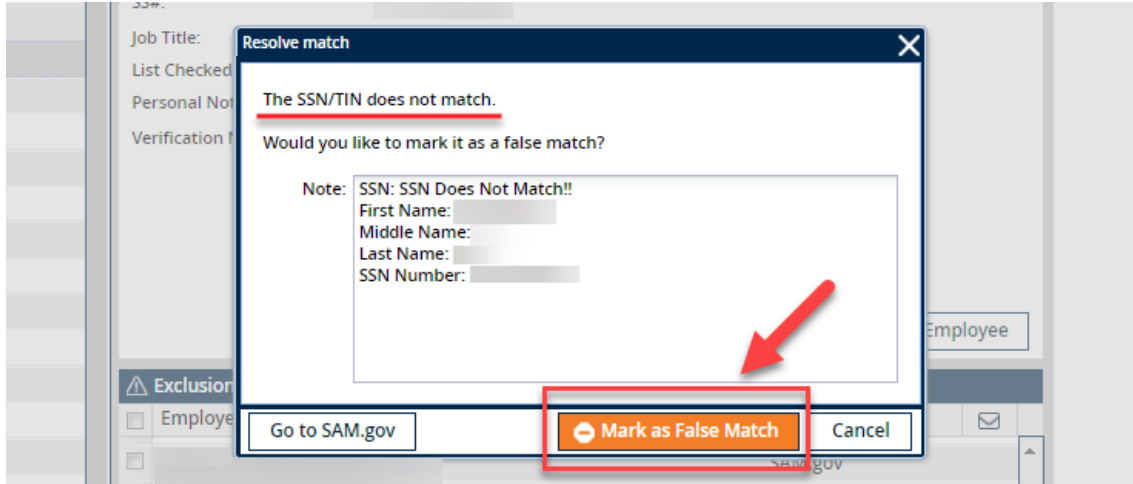 SS#:
Job Title:
List Checked
Personal Not
Verification
Resolve match
The SSN/TIN does not match.
Would you like to mark it as a false match?
Note: SSN: SSN Does Not Match!!
First Name:
Middle Name:
Last Name:
SSN Number:
Employee
Exclusion
Employe
Go to SAM.gov
Mark as False Match
Cancel
SAM.gov